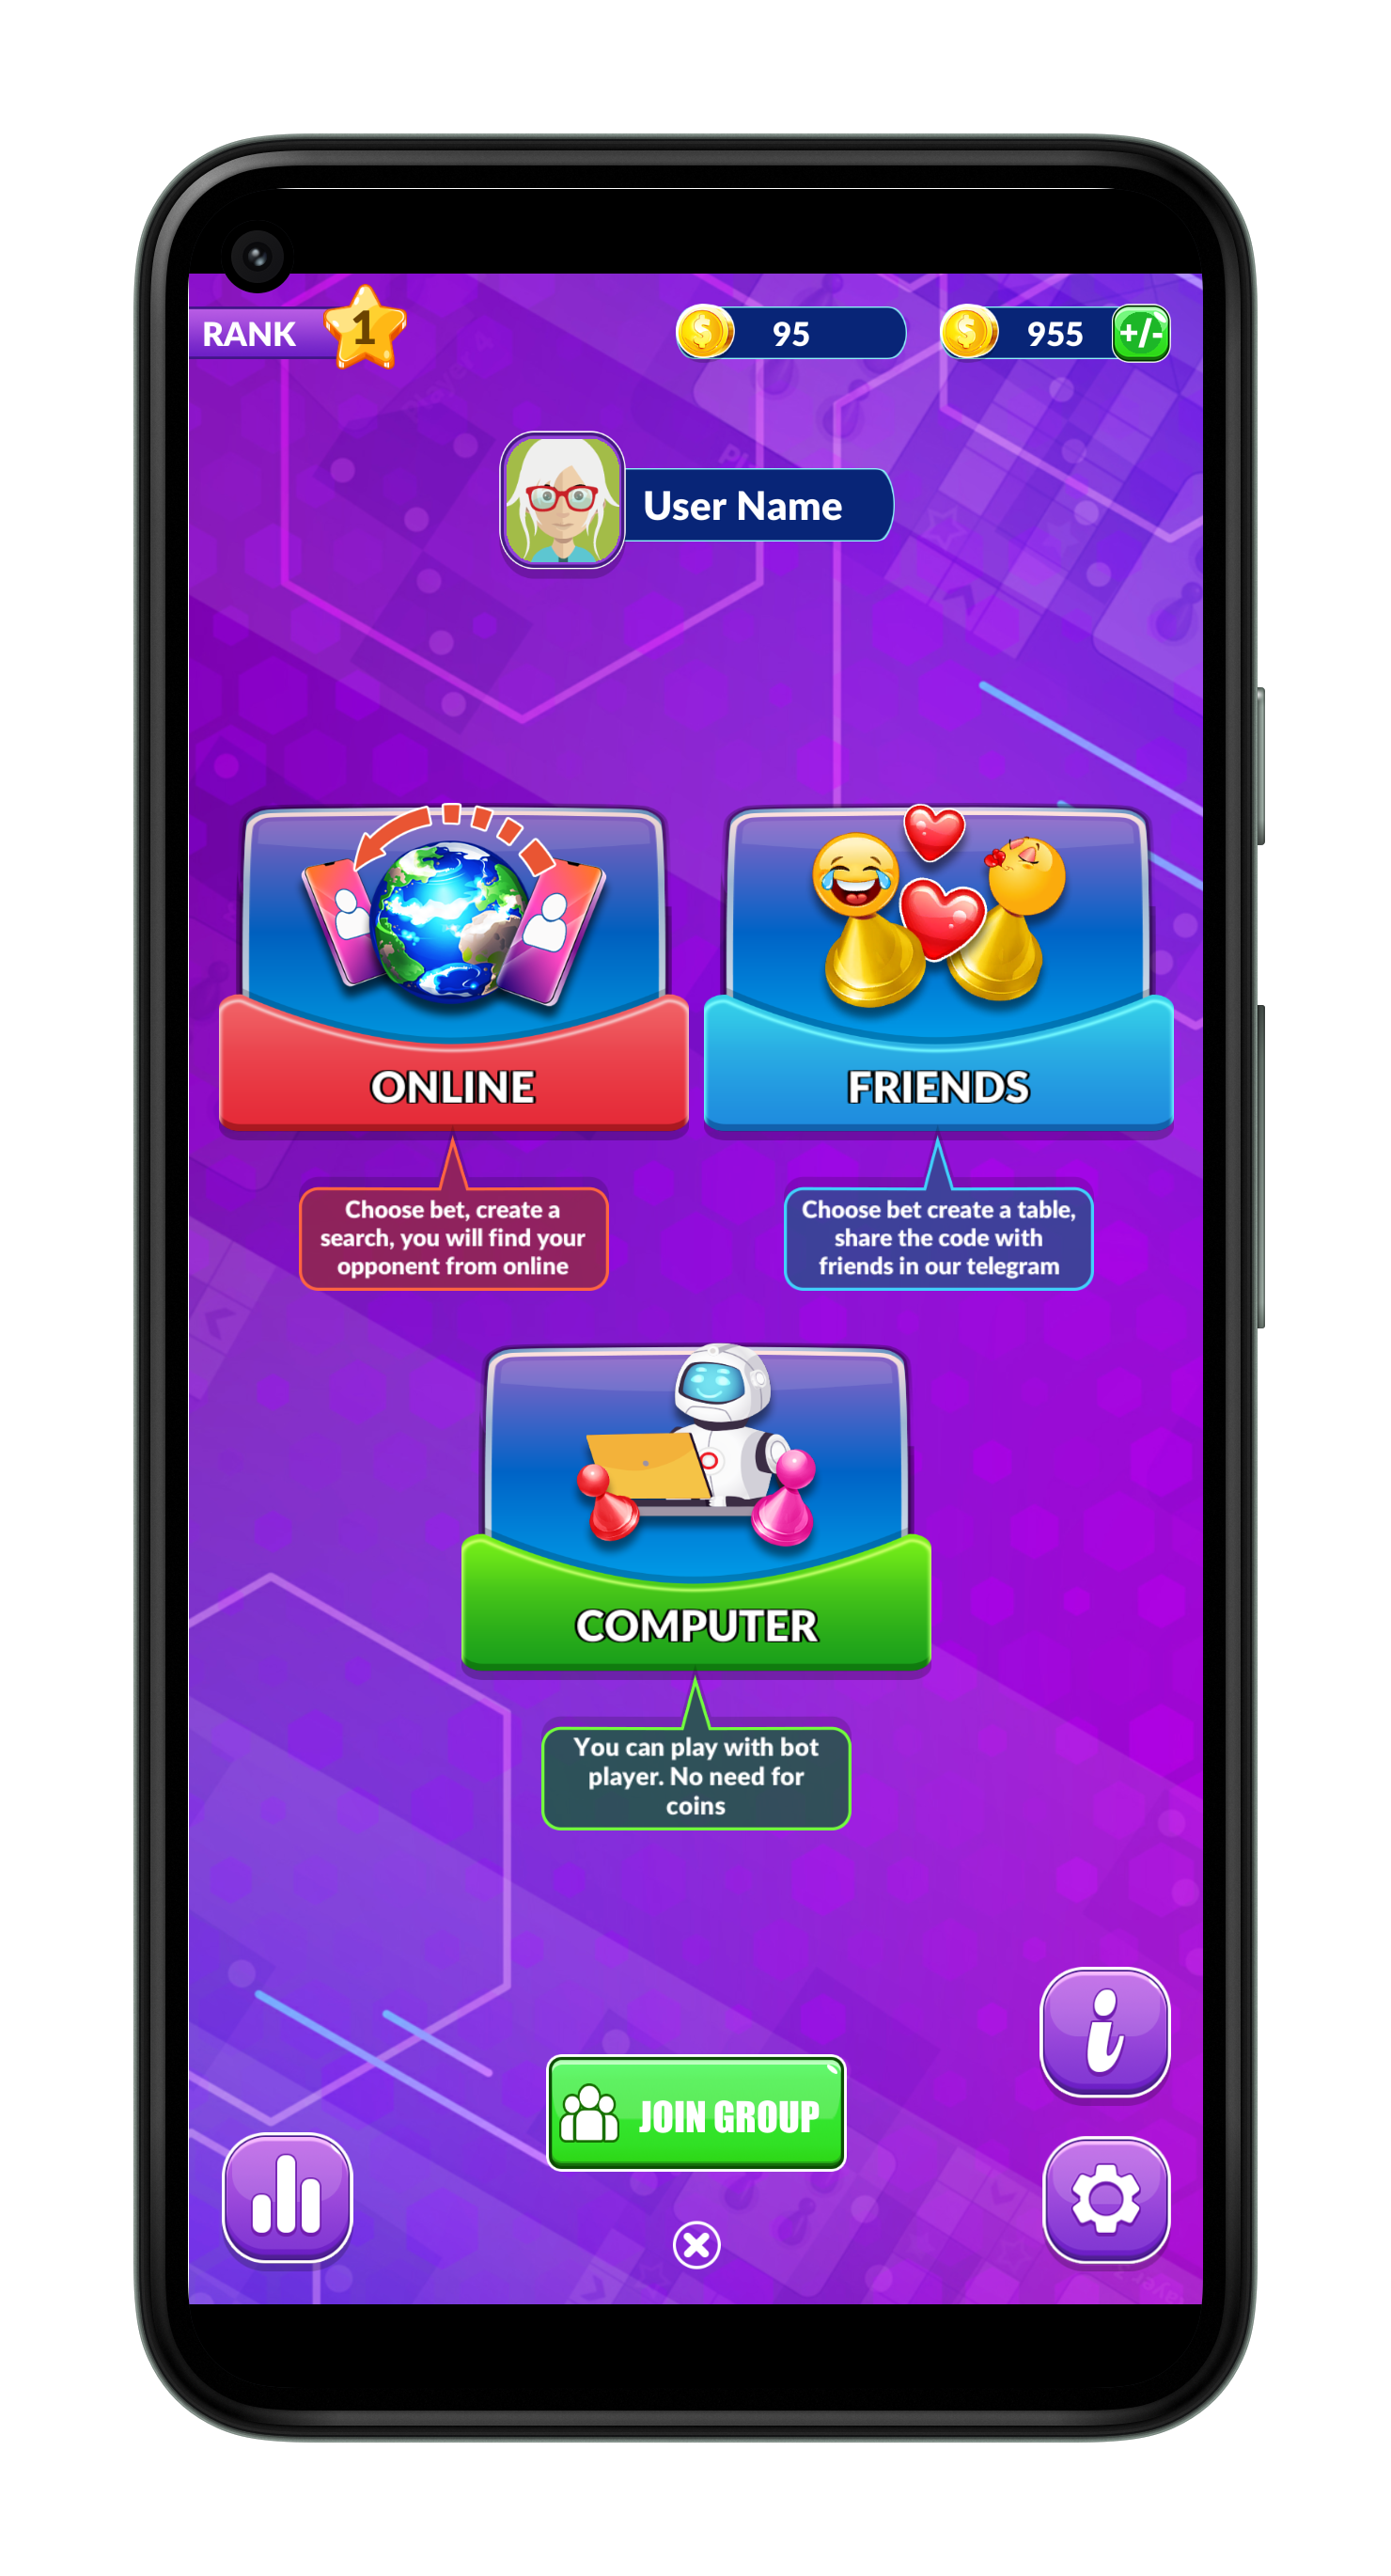 RANK 1 95 955 +/-
User Name
ONLINE
FRIENDS
Choose bet, create a
search, you will find your
opponent from online
Choose bet create a table,
share the code with
friends in our telegram
COMPUTER
You can play with bot
player. No need for
coins
JOIN GROUP